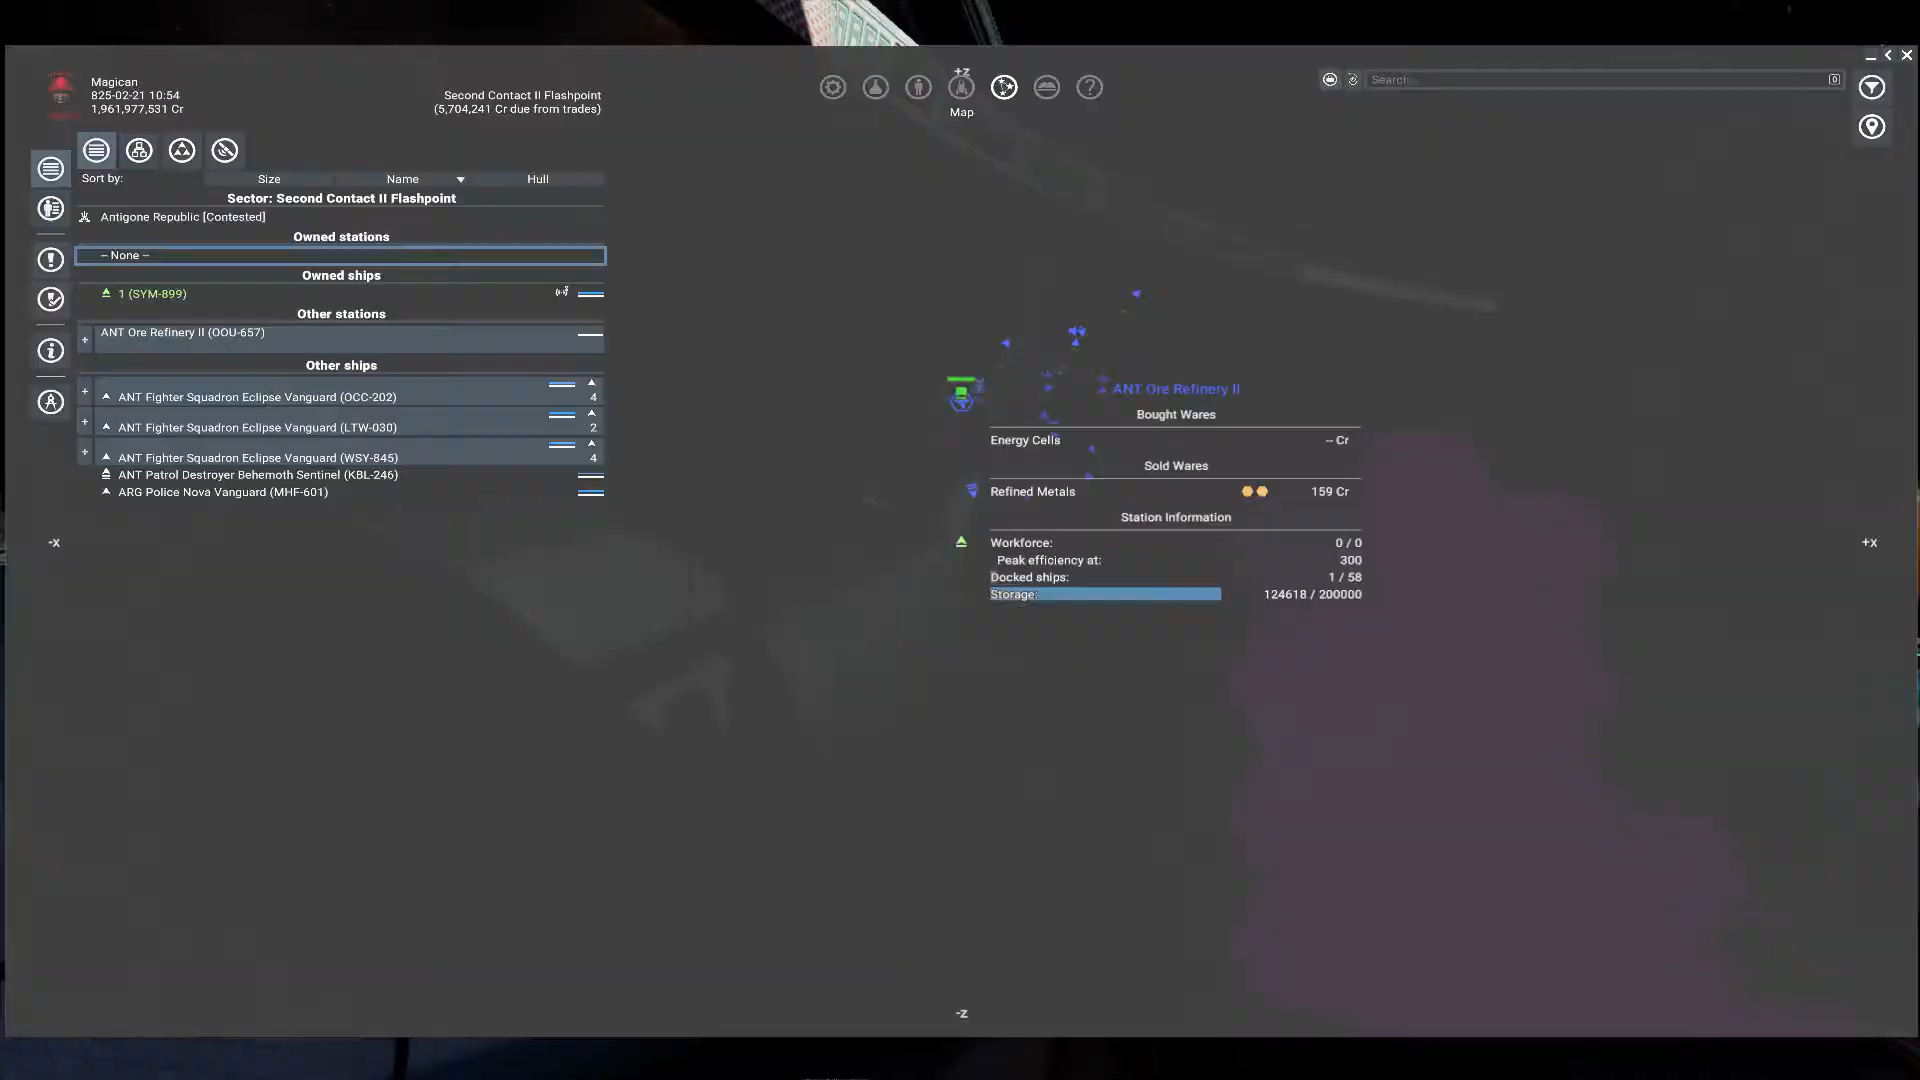 Magican
825-02-21 10:54
1,961,977,531 Cr
Second Contact II Flashpoint
(5,704,241 Cr due from trades)
+Z
Map
Search
Sort by:
Size
Name
Hull
Sector: Second Contact II Flashpoint
Antigone Republic [Contested]
Owned stations
-- None --
Owned ships
1 (SYM-899)
Other stations
+ ANT Ore Refinery II (OOU-657)
Other ships
+ ANT Fighter Squadron Eclipse Vanguard (OCC-202) 4
+ ANT Fighter Squadron Eclipse Vanguard (LTW-030) 2
+ ANT Fighter Squadron Eclipse Vanguard (WSY-845) 4
ANT Patrol Destroyer Behemoth Sentinel (KBL-246)
ARG Police Nova Vanguard (MHF-601)
-X
+X
ANT Ore Refinery II
Bought Wares
Energy Cells -- Cr
Sold Wares
Refined Metals 159 Cr
Station Information
Workforce: 0 / 0
Peak efficiency at: 300
Docked ships: 1 / 58
Storage: 124618 / 200000
-Z